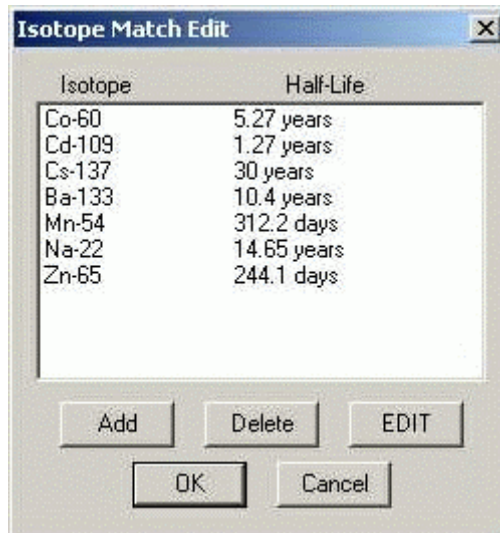 Isotope Match Edit
Isotope Half-Life
Co-60 5.27 years
Cd-109 1.27 years
Cs-137 30 years
Ba-133 10.4 years
Mn-54 312.2 days
Na-22 14.65 years
Zn-65 244.1 days
Add Delete EDIT
OK Cancel